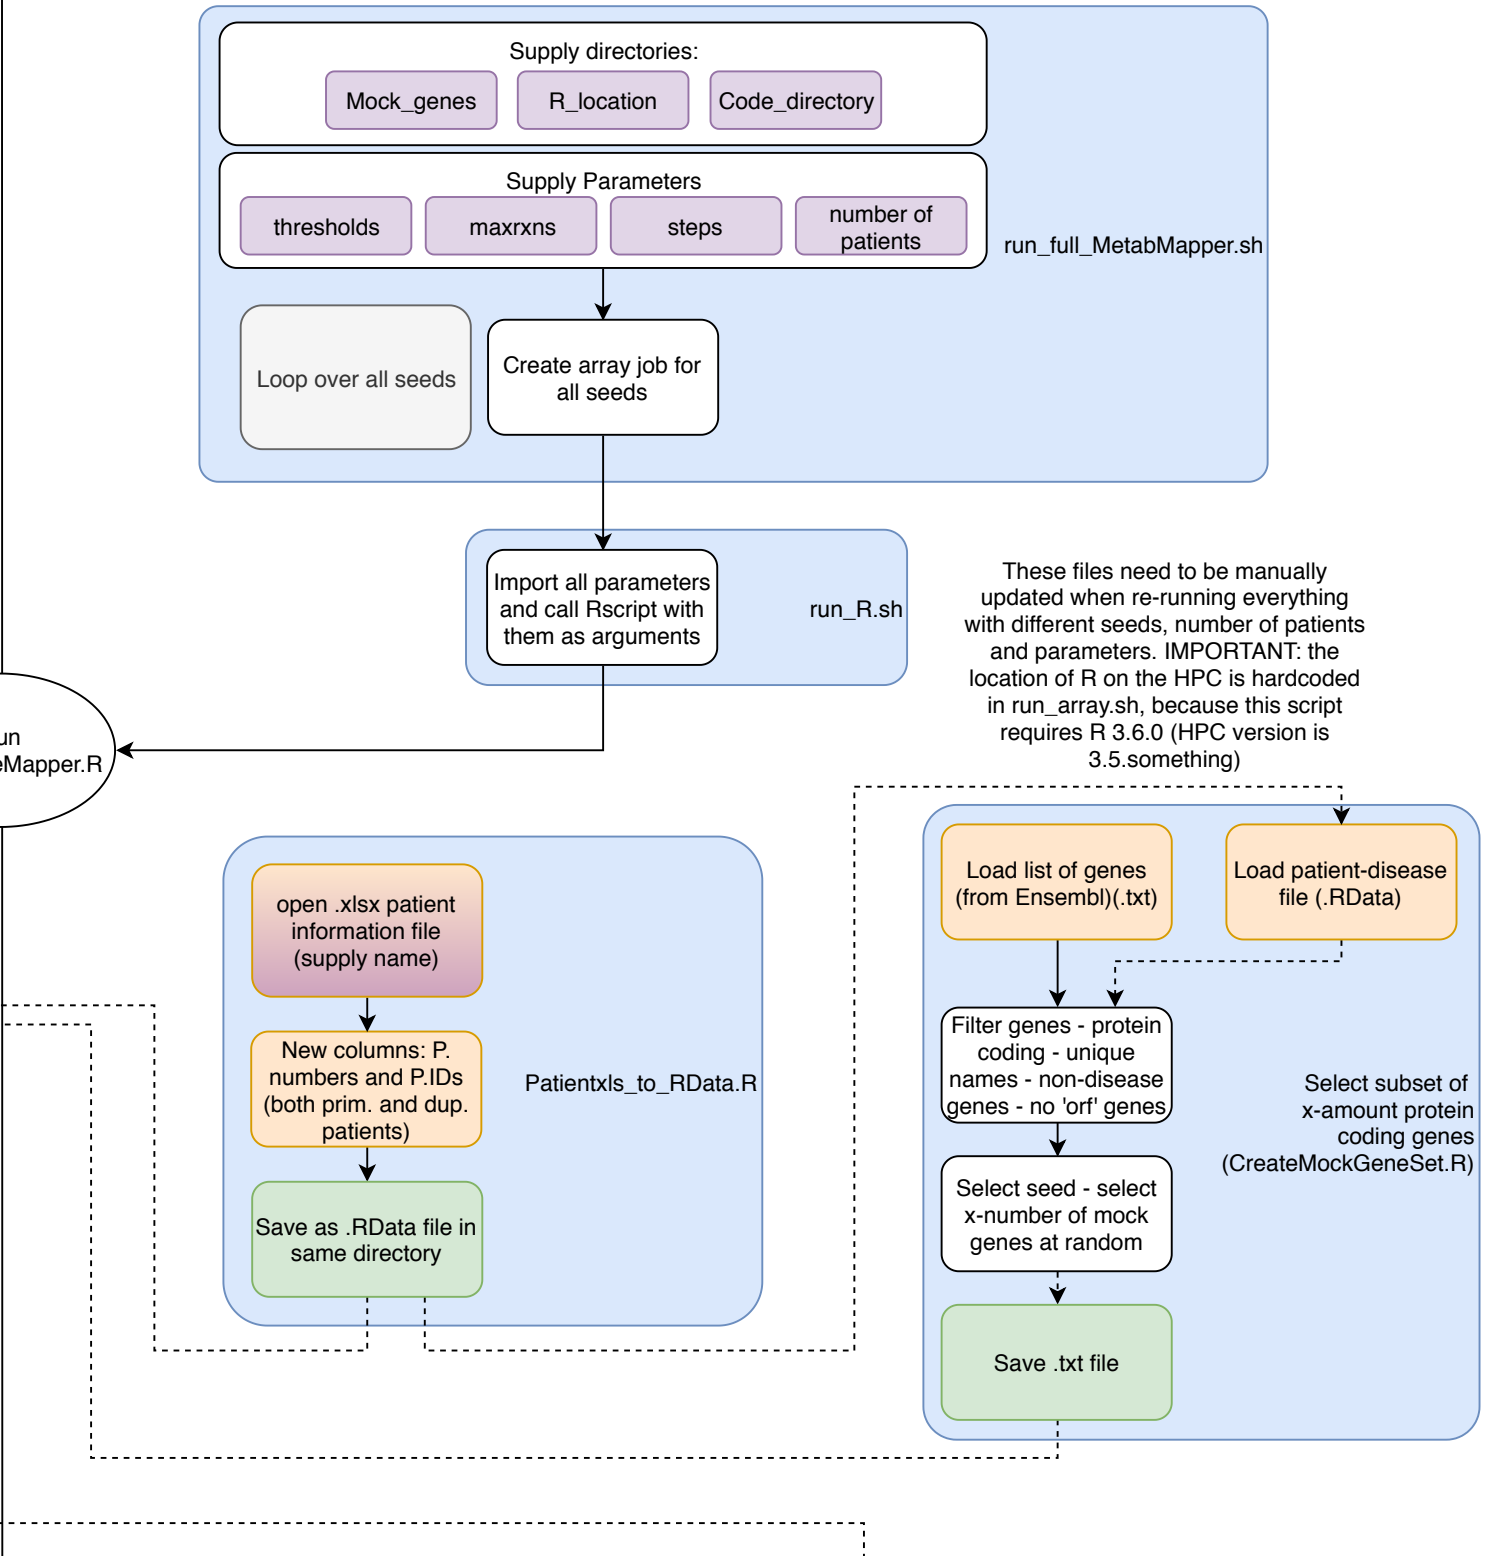 Supply directories:
Mock_genes
R_location
Code_directory
Supply Parameters
thresholds
maxrxns
steps
number of
patients
run_full_MetabMapper.sh
Loop over all seeds
Create array job for
all seeds
Import all parameters
and call Rscript with
them as arguments
run_R.sh
These files need to be manually
updated when re-running everything
with different seeds, number of patients
and parameters. IMPORTANT: the
location of R on the HPC is hardcoded
in run_array.sh, because this script
requires R 3.6.0 (HPC version is
3.5.something)
un
eMapper.R
open .xlsx patient
information file
(supply name)
New columns: P.
numbers and P.IDs
(both prim. and dup.
patients)
Save as .RData file in
same directory
Patientxls_to_RData.R
Load list of genes
(from Ensembl)(.txt)
Load patient-disease
file (.RData)
Filter genes - protein
coding - unique
names - non-disease
genes - no 'orf' genes
Select seed - select
x-number of mock
genes at random
Save .txt file
Select subset of
x-amount protein
coding genes
(CreateMockGeneSet.R)